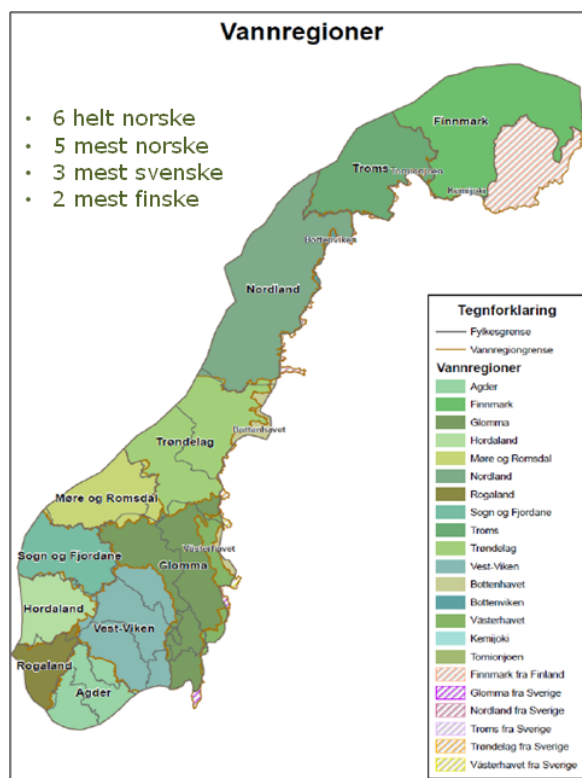 Vannregioner
• 6 helt norske
• 5 mest norske
• 3 mest svenske
• 2 mest finske
Finnmark
Troms
Tornionjoen
Kemijoki
Bottenviken
Nordland
Trøndelag
Bottenhavet
Møre og Romsdal
Sogn og Fjordane
Västerhavet
Glomma
Hordaland
Vest-Viken
Rogaland
Agder
Tegnforklaring
Fylkesgrense
Vannregiongrense
Vannregioner
Agder
Finnmark
Glomma
Hordaland
Møre og Romsdal
Nordland
Rogaland
Sogn og Fjordane
Troms
Trøndelag
Vest-Viken
Bottenhavet
Bottenviken
Västerhavet
Kemijoki
Tornionjoen
Finnmark fra Finland
Glomma fra Sverige
Nordland fra Sverige
Troms fra Sverige
Trøndelag fra Sverige
Västerhavet fra Sverige